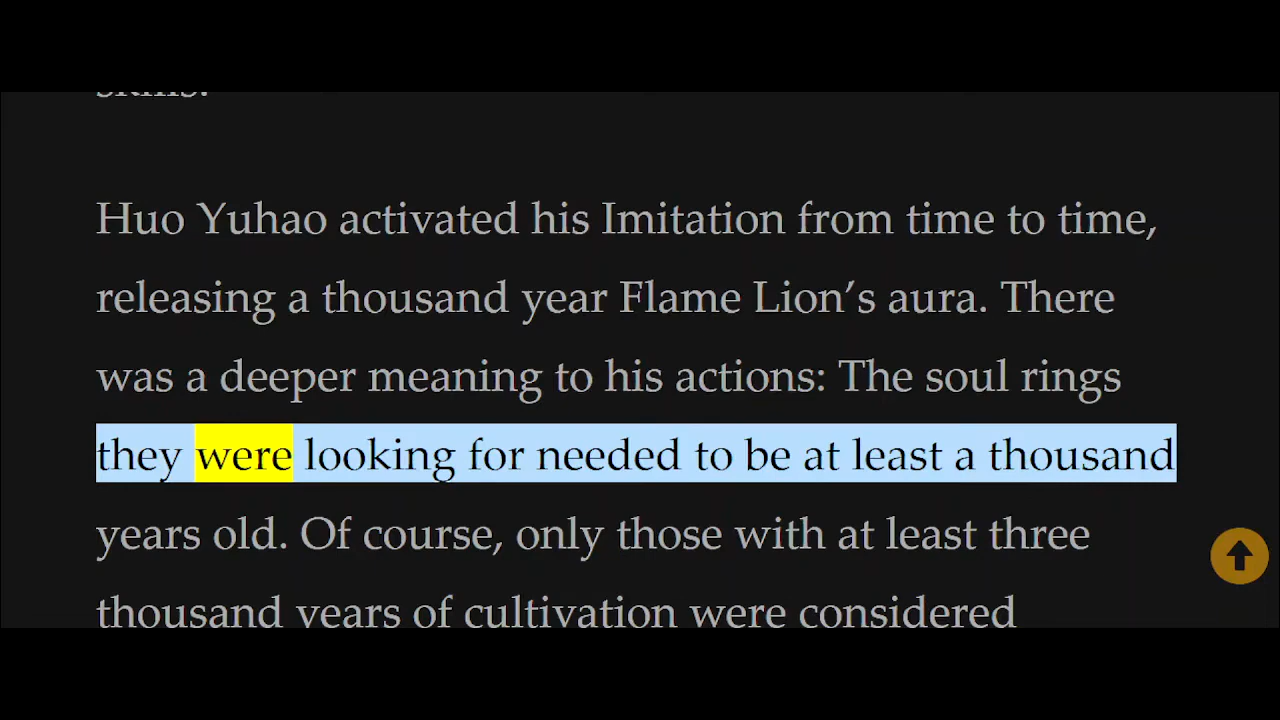 Huo Yuhao activated his Imitation from time to time,
releasing a thousand year Flame Lion’s aura. There
was a deeper meaning to his actions: The soul rings
they were looking for needed to be at least a thousand
years old. Of course, only those with at least three
thousand years of cultivation were considered